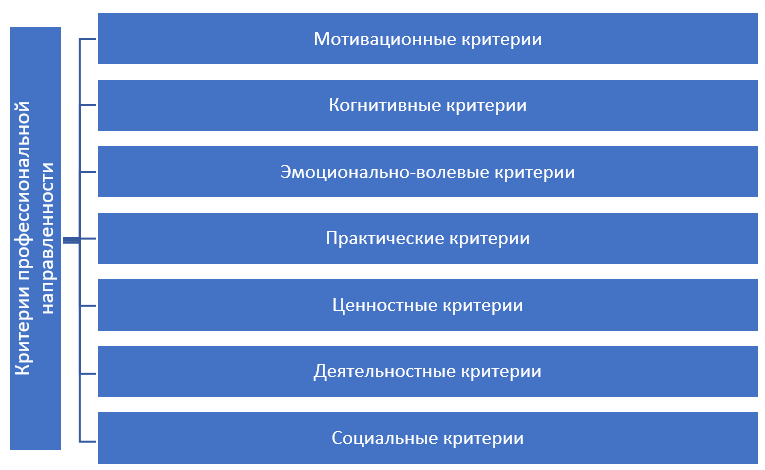 Критерии профессиональной
направленности
Мотивационные критерии
Когнитивные критерии
Эмоционально-волевые критерии
Практические критерии
Ценностные критерии
Деятельностные критерии
Социальные критерии